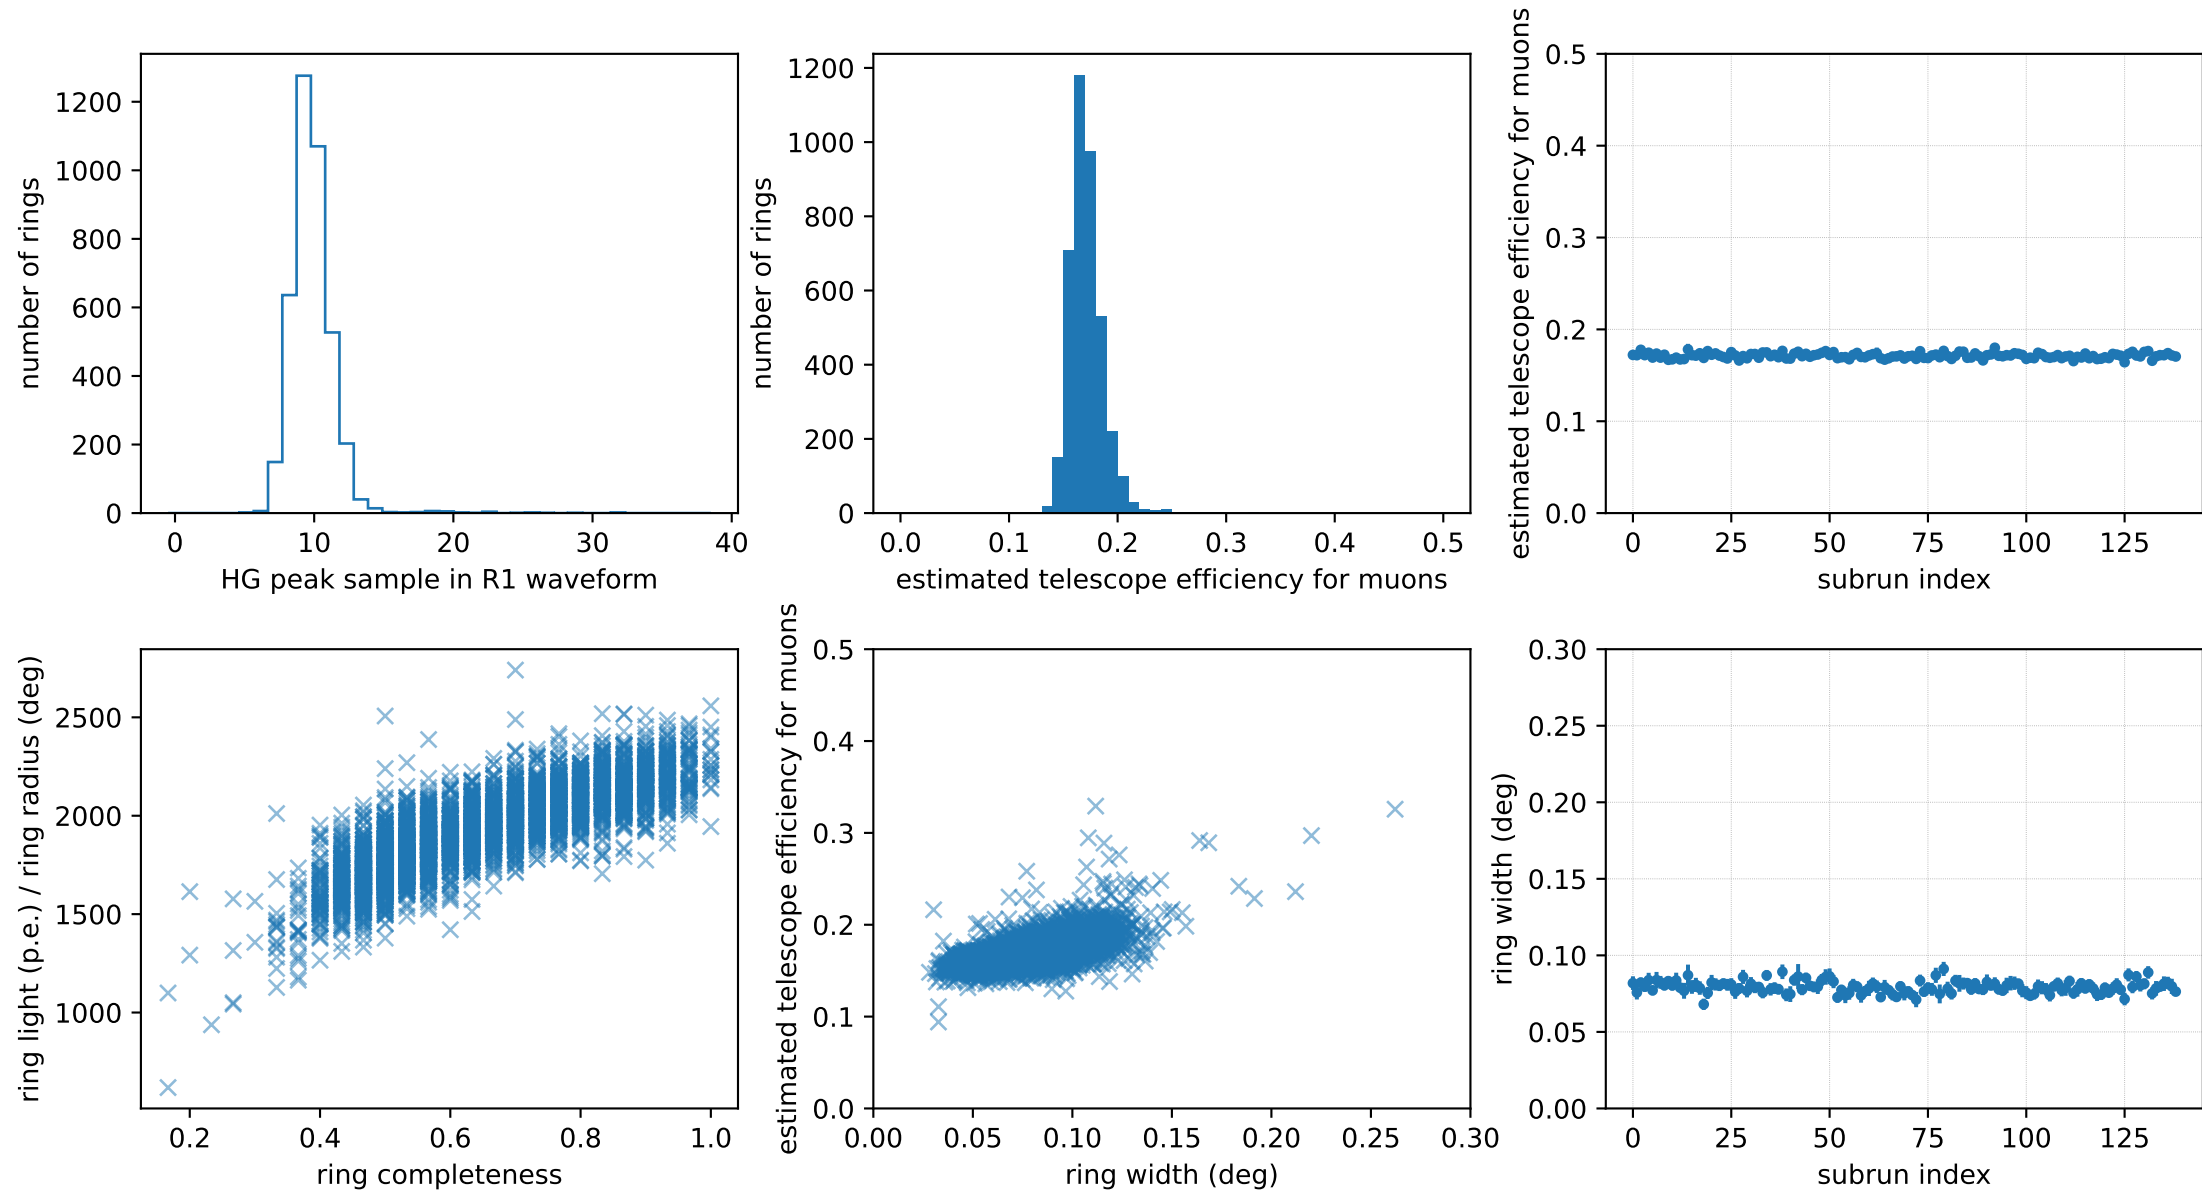 number of rings
1200
1000
800
600
400
200
0
0 10 20 30 40
HG peak sample in R1 waveform
number of rings
1200
1000
800
600
400
200
0
0.0 0.1 0.2 0.3 0.4 0.5
estimated telescope efficiency for muons
estimated telescope efficiency for muons
0.5
0.4
0.3
0.2
0.1
0.0
0 25 50 75 100 125
subrun index
ring light (p.e.) / ring radius (deg)
2500
2000
1500
1000
0.2 0.4 0.6 0.8 1.0
ring completeness
estimated telescope efficiency for muons
0.5
0.4
0.3
0.2
0.1
0.0
0.00 0.05 0.10 0.15 0.20 0.25 0.30
ring width (deg)
ring width (deg)
0.30
0.25
0.20
0.15
0.10
0.05
0.00
0 25 50 75 100 125
subrun index